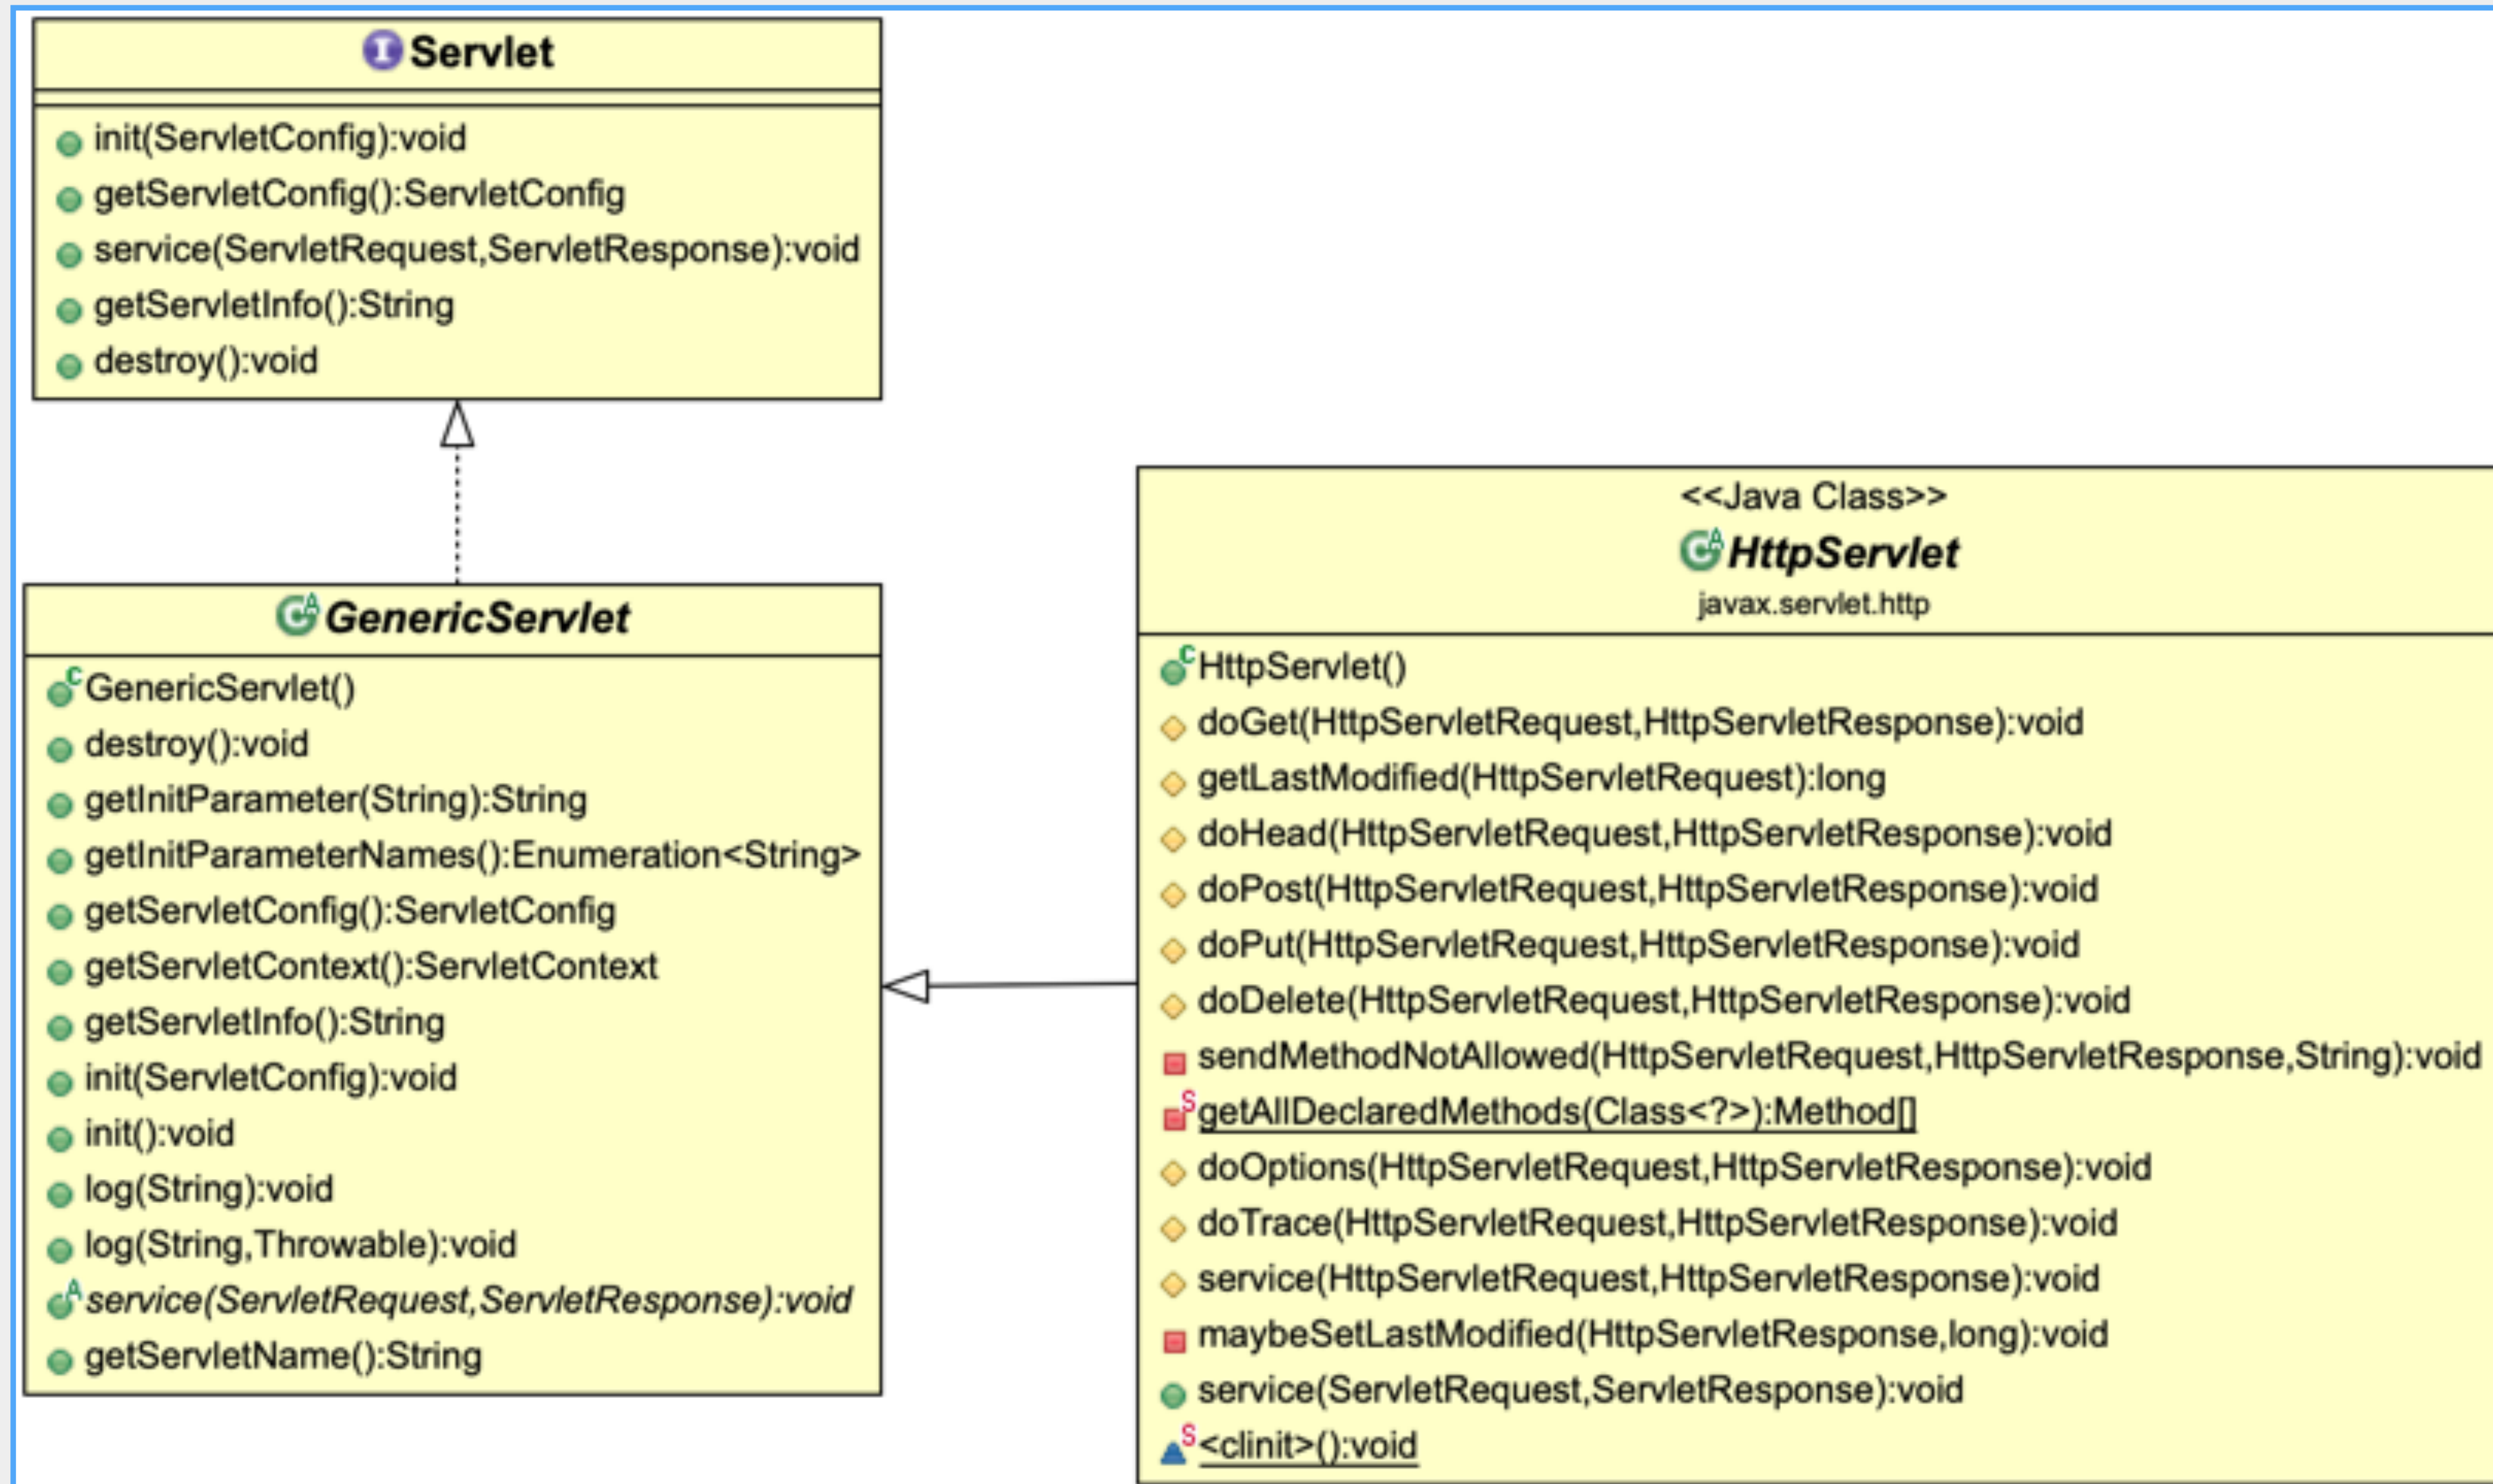 Servlet
init(ServletConfig):void
getServletConfig():ServletConfig
service(ServletRequest,ServletResponse):void
getServletInfo():String
destroy():void
GenericServlet
GenericServlet()
destroy():void
getInitParameter(String):String
getInitParameterNames():Enumeration<String>
getServletConfig():ServletConfig
getServletContext():ServletContext
getServletInfo():String
init(ServletConfig):void
init():void
log(String):void
log(String,Throwable):void
service(ServletRequest,ServletResponse):void
getServletName():String
<<Java Class>>
HttpServlet
javax.servlet.http
HttpServlet()
doGet(HttpServletRequest,HttpServletResponse):void
getLastModified(HttpServletRequest):long
doHead(HttpServletRequest,HttpServletResponse):void
doPost(HttpServletRequest,HttpServletResponse):void
doPut(HttpServletRequest,HttpServletResponse):void
doDelete(HttpServletRequest,HttpServletResponse):void
sendMethodNotAllowed(HttpServletRequest,HttpServletResponse,String):void
getAllDeclaredMethods(Class<?>):Method[]
doOptions(HttpServletRequest,HttpServletResponse):void
doTrace(HttpServletRequest,HttpServletResponse):void
service(HttpServletRequest,HttpServletResponse):void
maybeSetLastModified(HttpServletResponse,long):void
service(ServletRequest,ServletResponse):void
<clinit>():void